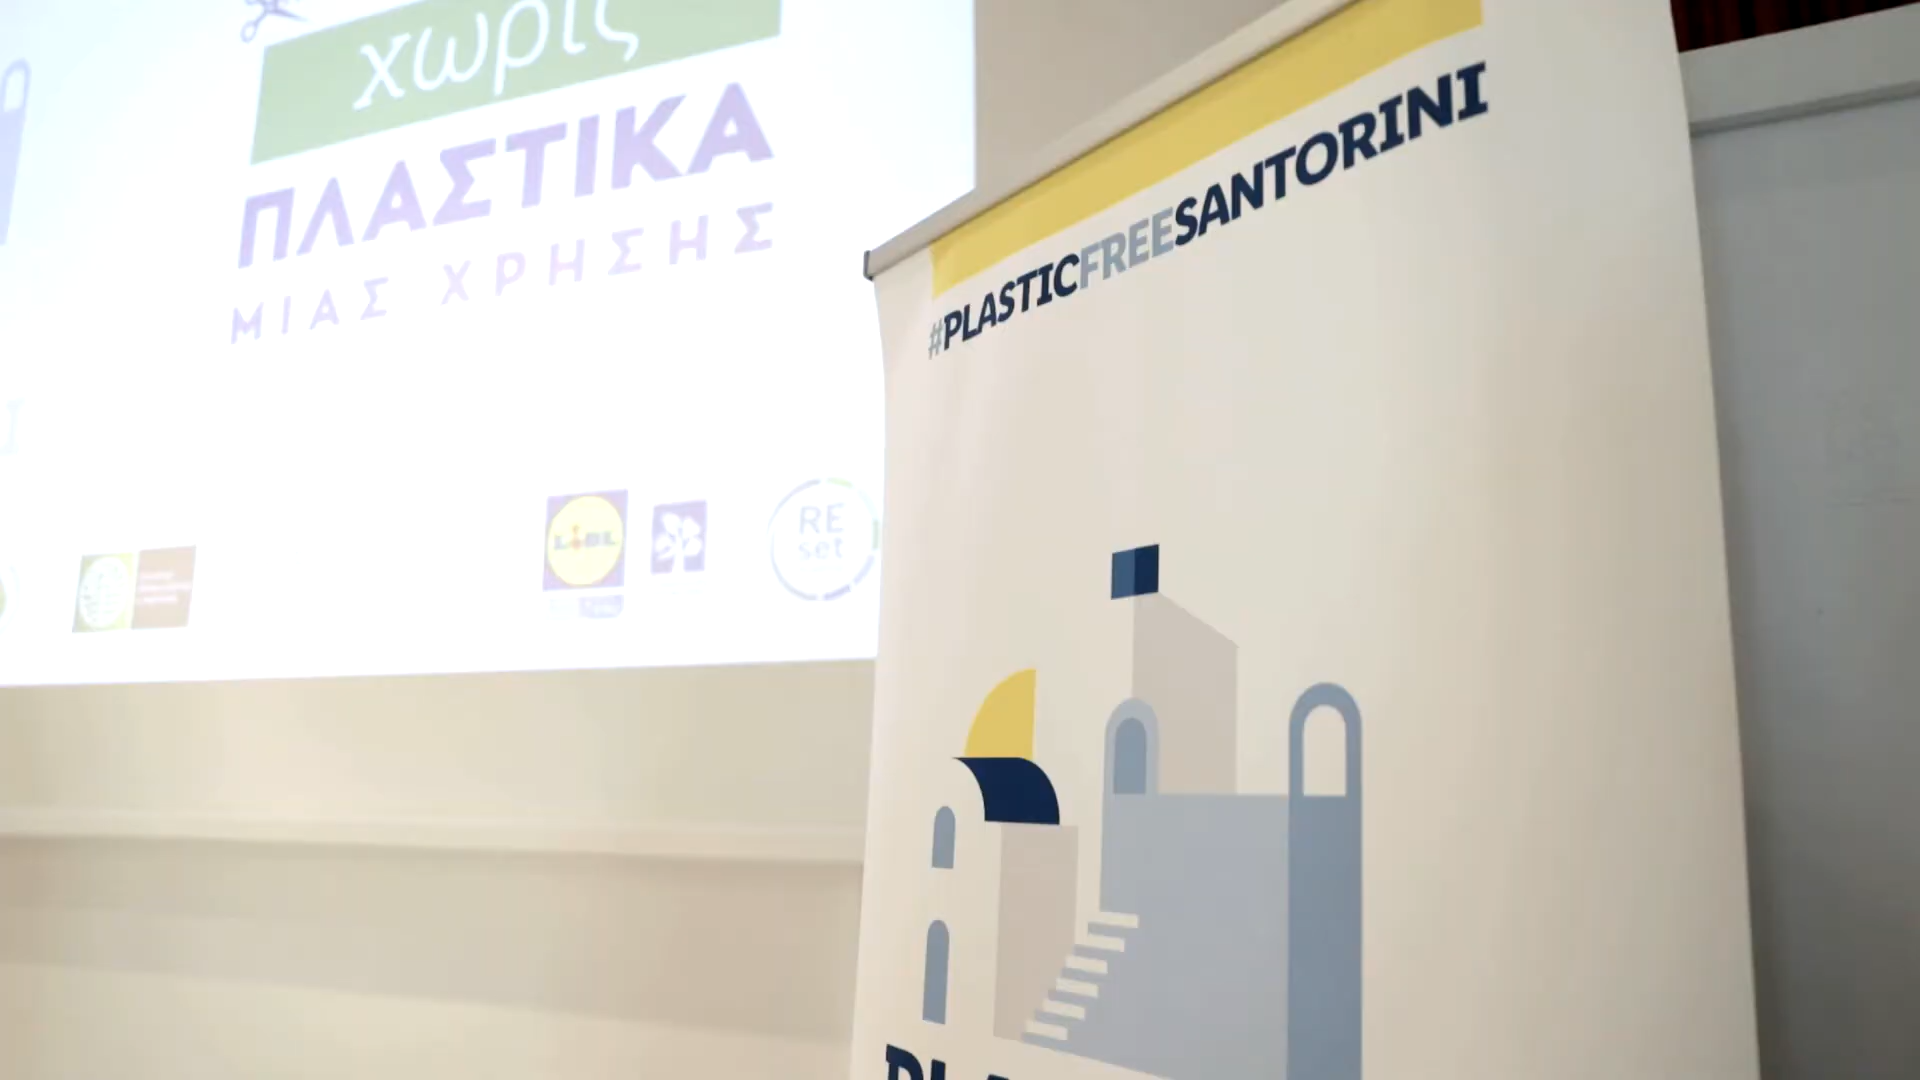 χωρίς
ΠΛΑΣΤΙΚΑ
ΜΙΑΣ ΧΡΗΣΗΣ
LIDL
RE
set
#PLASTICFREESANTORINI